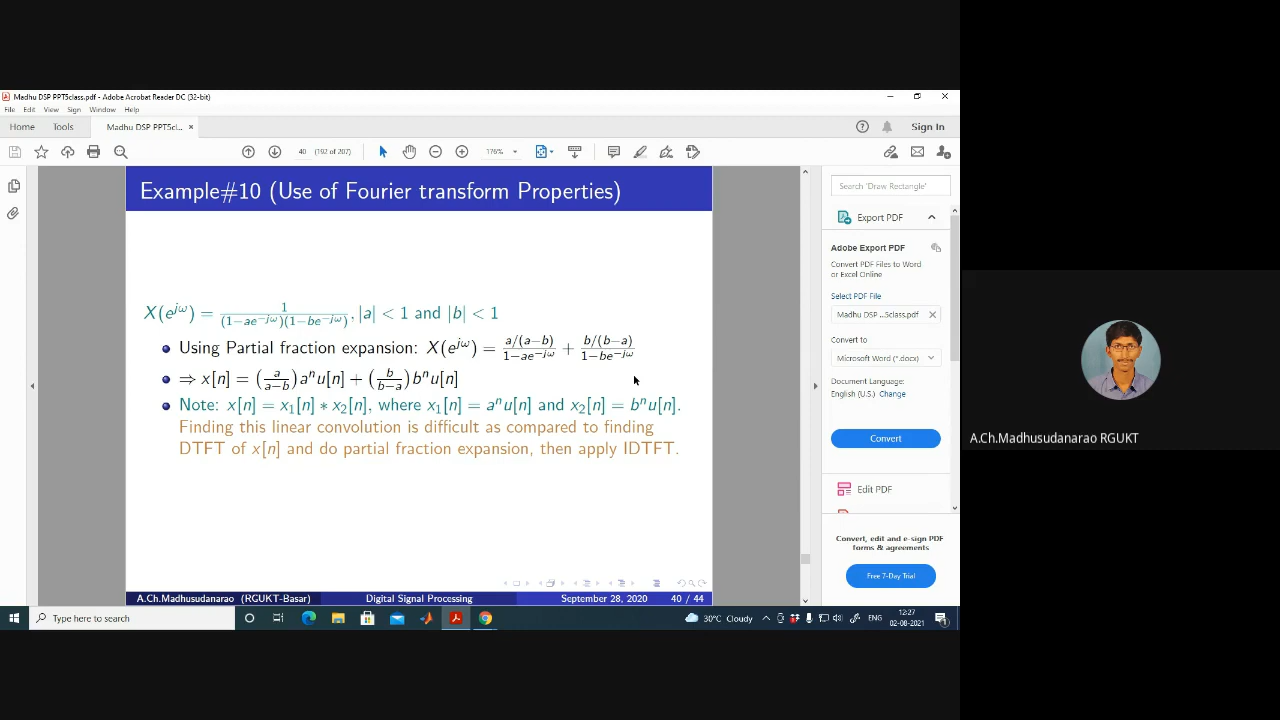 Madhu DSP PPT5class.pdf - Adobe Acrobat Reader DC (32-bit)
File Edit View Sign Window Help
Home Tools Madhu DSP PPT5cl... × Sign In
40 (192 of 207) 176%
Example#10 (Use of Fourier transform Properties)
X(e^{jω}) = 1/((1−ae^{−jω})(1−be^{−jω})), |a| < 1 and |b| < 1
Using Partial fraction expansion: X(e^{jω}) = (a/(a−b))/(1−ae^{−jω}) + (b/(b−a))/(1−be^{−jω})
⇒ x[n] = (a/(a−b)) a^n u[n] + (b/(b−a)) b^n u[n]
Note: x[n] = x₁[n] ∗ x₂[n], where x₁[n] = a^n u[n] and x₂[n] = b^n u[n].
Finding this linear convolution is difficult as compared to finding
DTFT of x[n] and do partial fraction expansion, then apply IDTFT.
A.Ch.Madhusudanarao (RGUKT-Basar) Digital Signal Processing September 28, 2020 40 / 44
Search "Draw Rectangle"
Export PDF
Adobe Export PDF
Convert PDF Files to Word
or Excel Online
Select PDF File
Madhu DSP ...5class.pdf
Convert to
Microsoft Word (*.docx)
Document Language:
English (U.S.) Change
Convert
Edit PDF
Convert, edit and e-sign PDF
forms & agreements
Free 7-Day Trial
A.Ch.Madhusudanarao RGUKT
Type here to search
30°C Cloudy ENG 12:27
02-08-2021